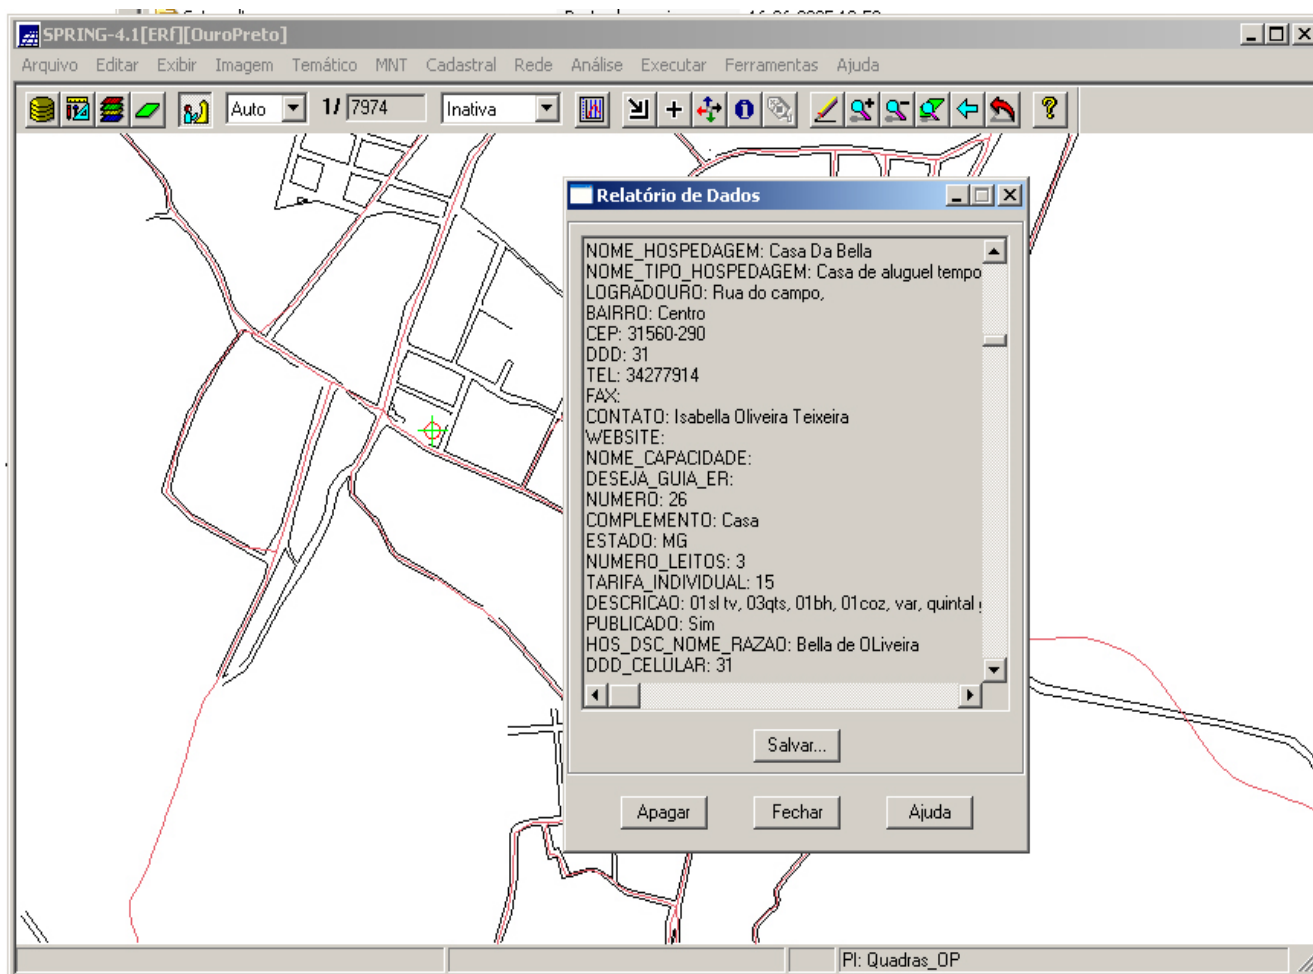 SPRING-4.1[ERf][OuroPreto]
Arquivo Editar Exibir Imagem Temático MNT Cadastral Rede Análise Executar Ferramentas Ajuda
Auto 1/ 7974 Inativa
Relatório de Dados
NOME_HOSPEDAGEM: Casa Da Bella
NOME_TIPO_HOSPEDAGEM: Casa de aluguel tempo
LOGRADOURO: Rua do campo,
BAIRRO: Centro
CEP: 31560-290
DDD: 31
TEL: 34277914
FAX:
CONTATO: Isabella Oliveira Teixeira
WEBSITE:
NOME_CAPACIDADE:
DESEJA_GUIA_ER:
NUMERO: 26
COMPLEMENTO: Casa
ESTADO: MG
NUMERO_LEITOS: 3
TARIFA_INDIVIDUAL: 15
DESCRICAO: 01sl tv, 03qts, 01bh, 01coz, var, quintal
PUBLICADO: Sim
HOS_DSC_NOME_RAZAO: Bella de OLiveira
DDD_CELULAR: 31
Salvar...
Apagar Fechar Ajuda
PI: Quadras_OP